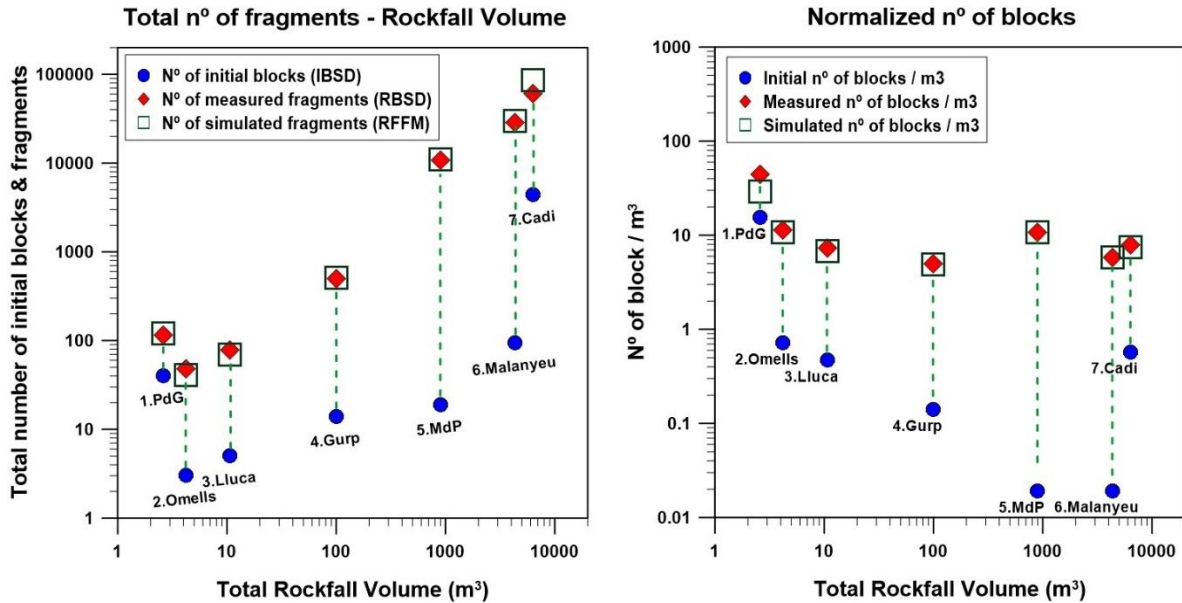 Total nº of fragments - Rockfall Volume
Total number of initial blocks & fragments
100000
10000
1000
100
10
1
Nº of initial blocks (IBSD)
Nº of measured fragments (RBSD)
Nº of simulated fragments (RFFM)
7.Cadi
6.Malanyeu
1.PdG
5.MdP
4.Gurp
3.Lluca
2.Omells
1 10 100 1000 10000
Total Rockfall Volume (m³)
Normalized nº of blocks
Nº of block / m³
1000
100
10
1
0.1
0.01
Initial nº of blocks / m3
Measured nº of blocks / m3
Simulated nº of blocks / m3
1.PdG
2.Omells
3.Lluca
7.Cadi
4.Gurp
5.MdP
6.Malanyeu
1 10 100 1000 10000
Total Rockfall Volume (m³)